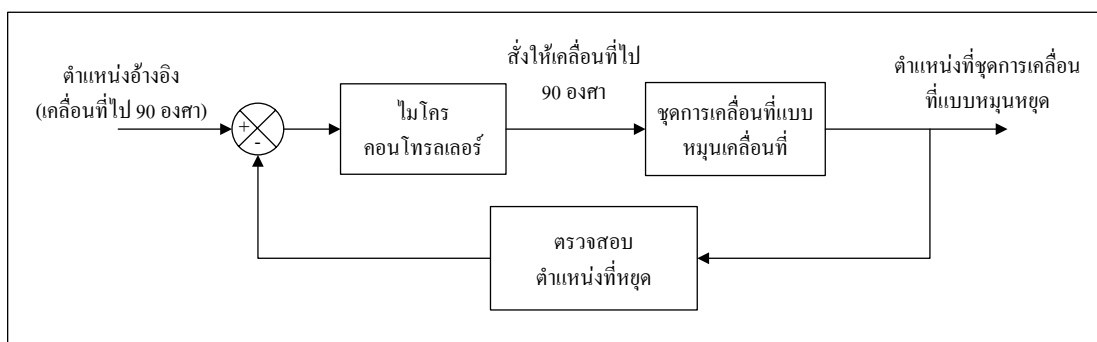 ตำแหน่งอ้างอิง
(เคลื่อนที่ไป 90 องศา)
+
-
ไมโคร
คอนโทรลเลอร์
สั่งให้เคลื่อนที่ไป
90 องศา
ชุดการเคลื่อนที่แบบ
หมุนเคลื่อนที่
ตำแหน่งที่ชุดการเคลื่อน
ที่แบบหมุนหยุด
ตรวจสอบ
ตำแหน่งที่หยุด